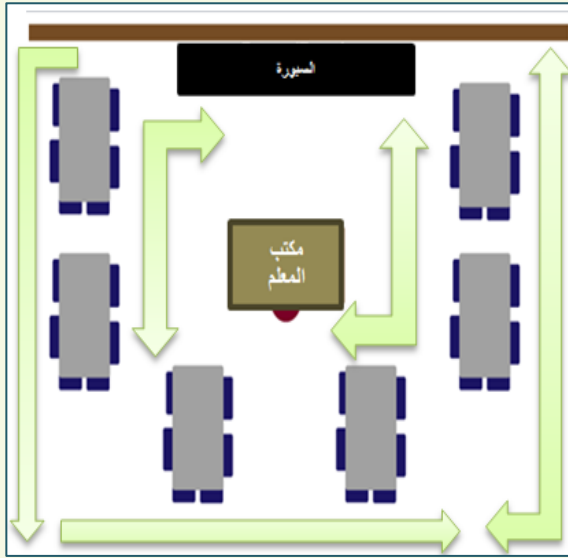 السبورة
مكتب
المعلم